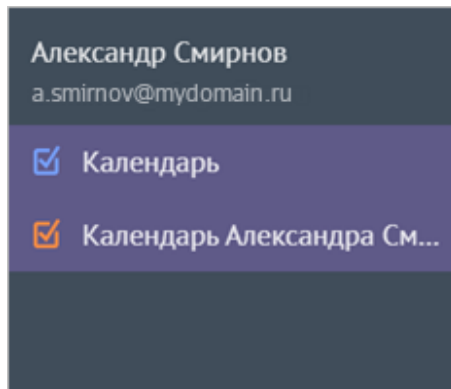 Александр Смирнов
a.smirnov@mydomain.ru
Календарь
Календарь Александра См...